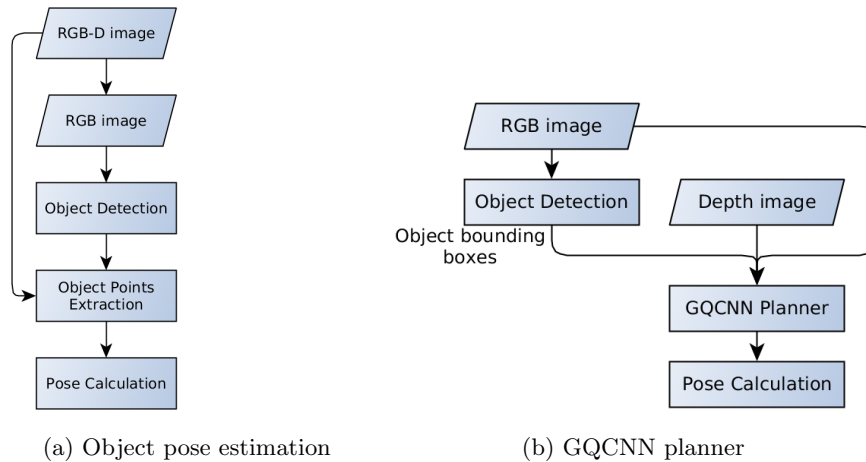 RGB-D image
RGB image
Object Detection
Object Points
Extraction
Pose Calculation
(a) Object pose estimation
RGB image
Object Detection
Depth image
Object bounding
boxes
GQCNN Planner
Pose Calculation
(b) GQCNN planner